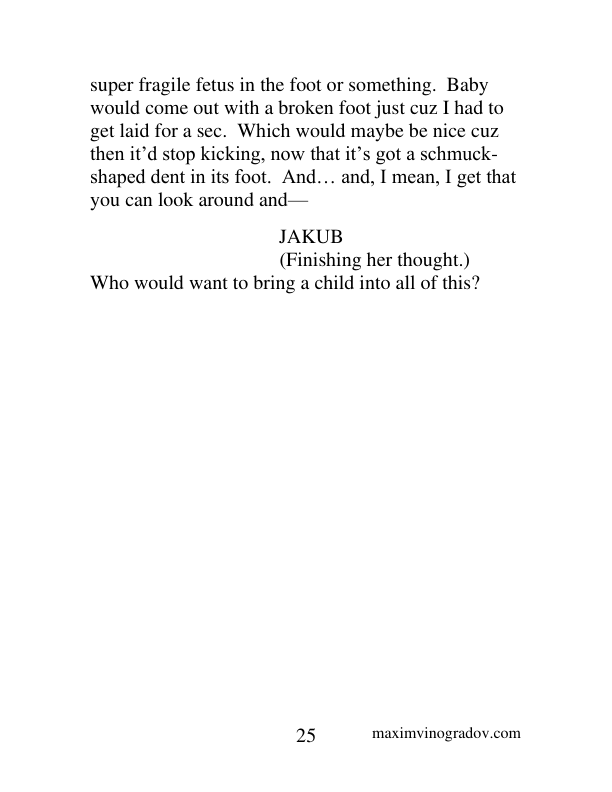 super fragile fetus in the foot or something.  Baby
would come out with a broken foot just cuz I had to
get laid for a sec.  Which would maybe be nice cuz
then it’d stop kicking, now that it’s got a schmuck-
shaped dent in its foot.  And… and, I mean, I get that
you can look around and—
JAKUB
(Finishing her thought.)
Who would want to bring a child into all of this?
25
maximvinogradov.com